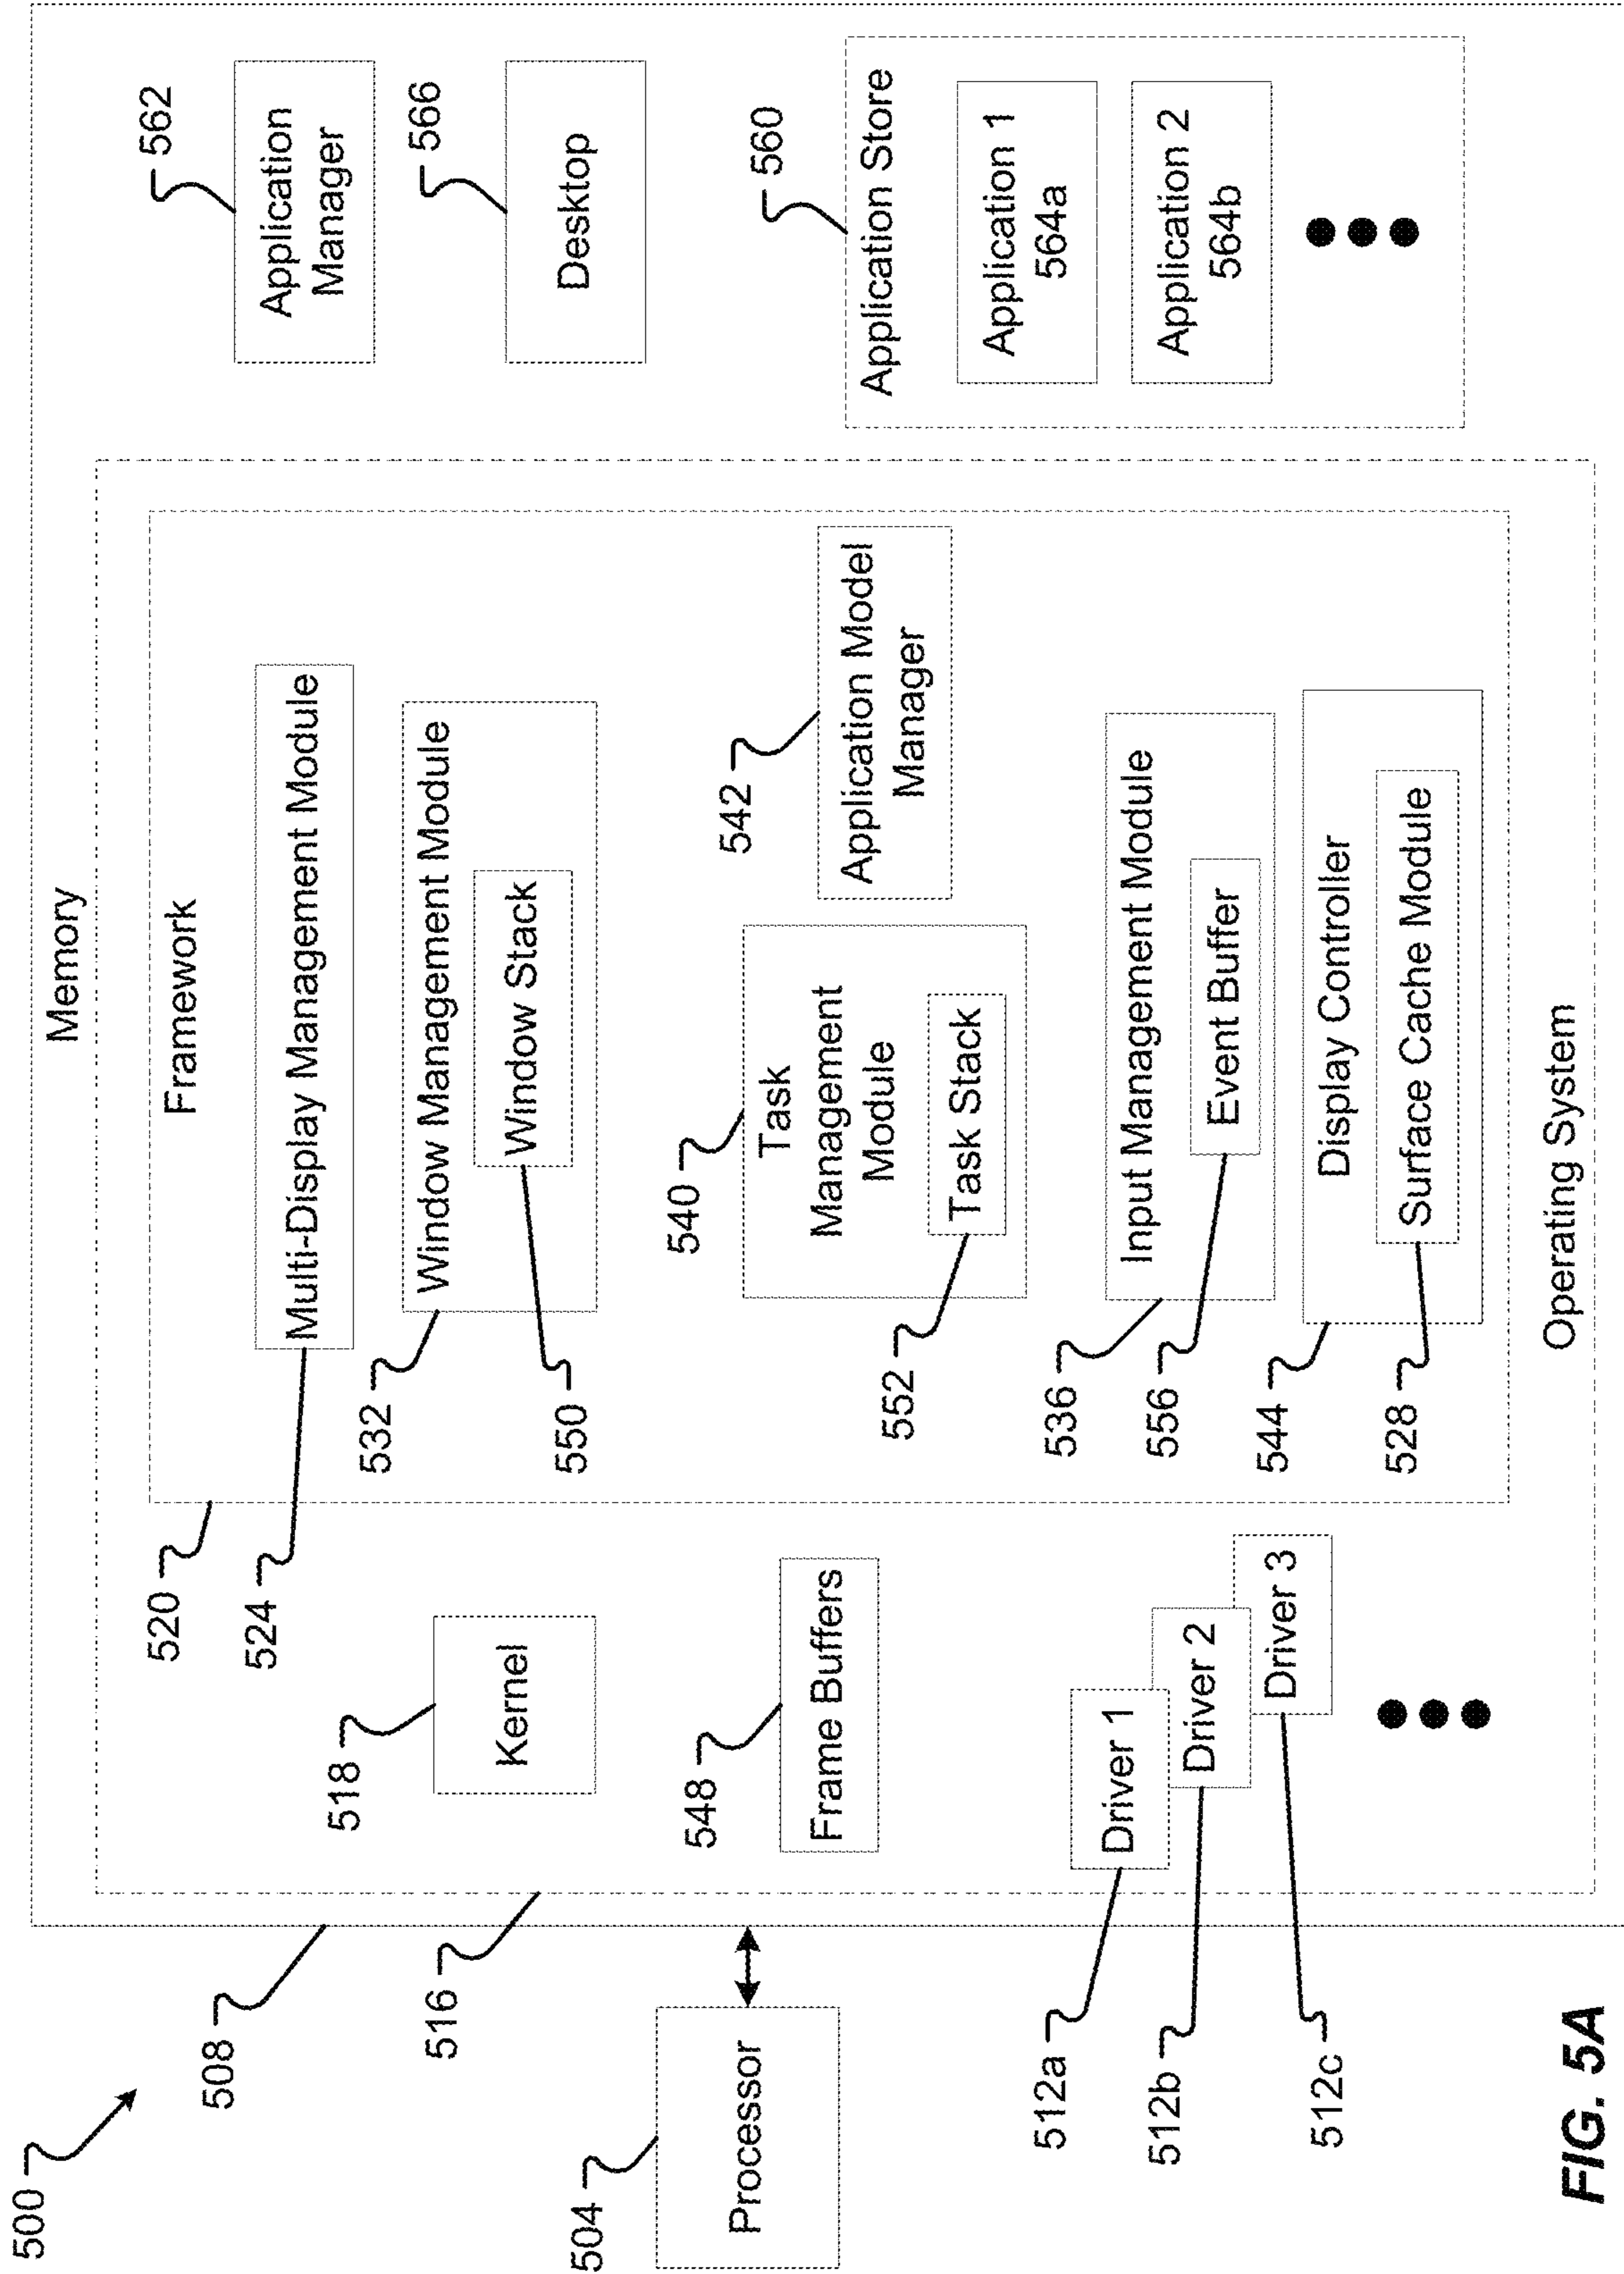 500
508
Memory
516
520
Framework
562
Application
Manager
524
Multi-Display Management Module
518
Kernel
532
Window Management Module
566
Desktop
550
Window Stack
504
Processor
548
Frame Buffers
540
Task
Management
Module
542
Application Model
Manager
560
Application Store
552
Task Stack
Application 1
564a
512a
Driver 1
536
Input Management Module
Application 2
564b
512b
Driver 2
556
Event Buffer
512c
Driver 3
544
Display Controller
528
Surface Cache Module
Operating System
FIG. 5A